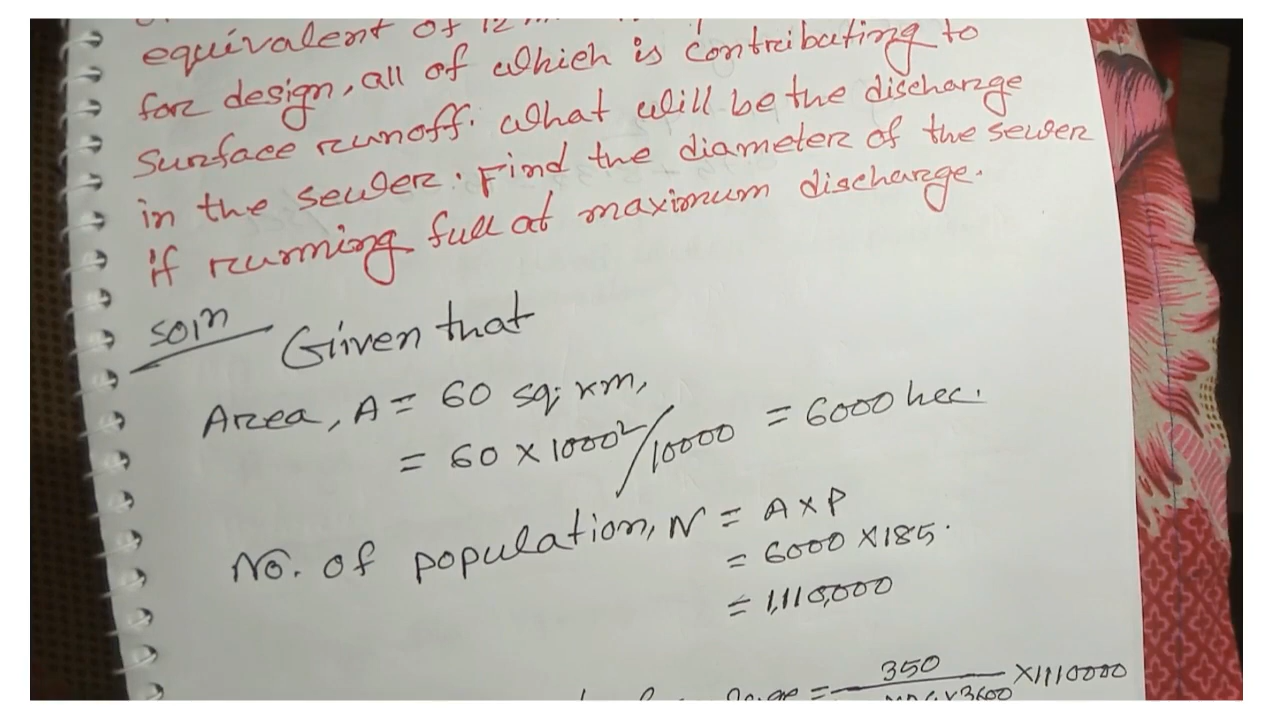 equivalent of 12
for design, all of which is contributing to
surface runoff. what will be the discharge
in the sewer. Find the diameter of the sewer
if running full at maximum discharge.
Soln Given that
Area, A = 60 sq. km,
= 60 × 1000²/10000 = 6000 hec.
No. of population, N = A×P
= 6000 ×185.
= 1,110,000
= 350 ×1110000
×3600